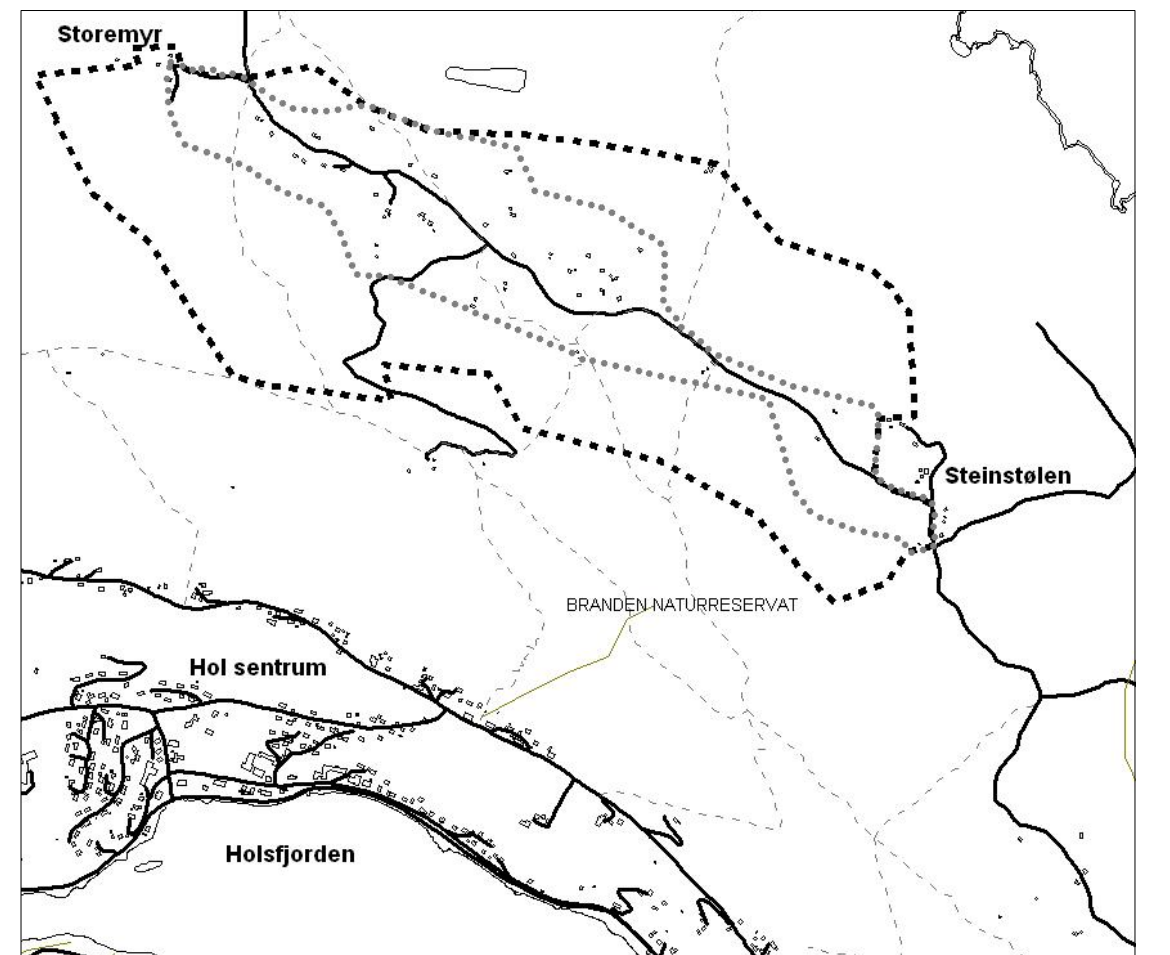 Storemyr
Steinstølen
BRANDEN NATURRESERVAT
Hol sentrum
Holsfjorden